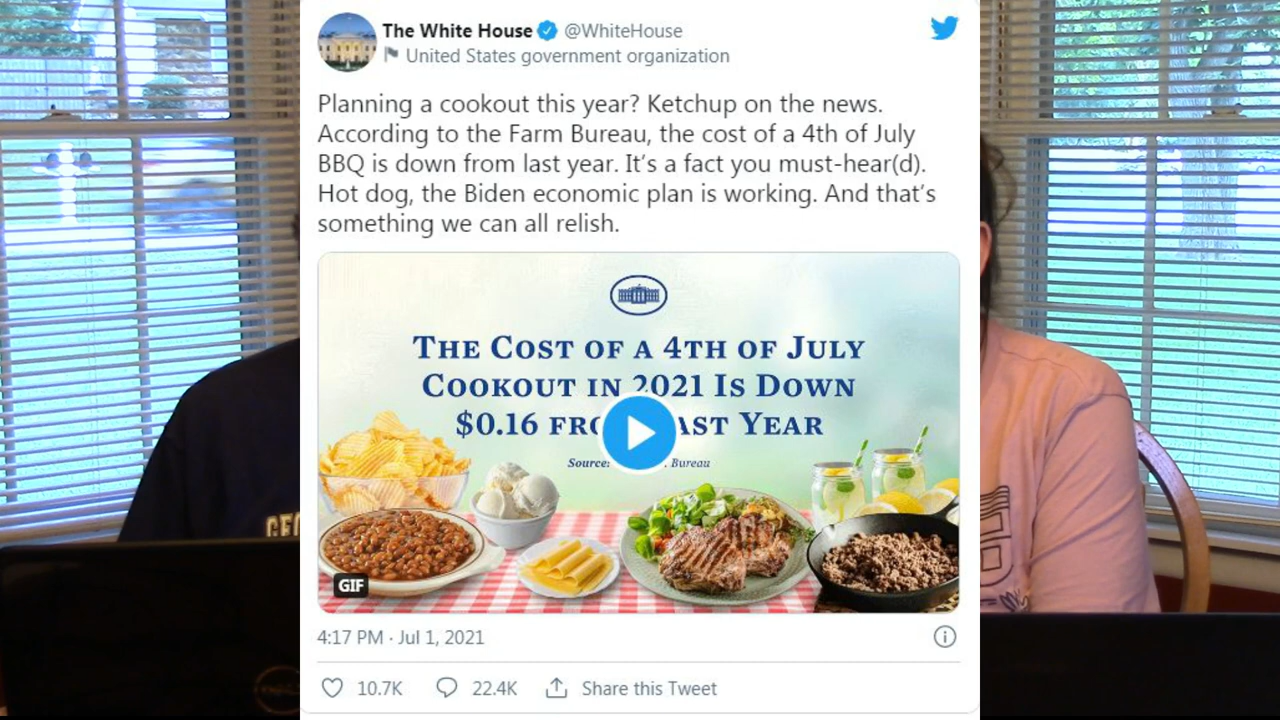 The White House @WhiteHouse
United States government organization
Planning a cookout this year? Ketchup on the news.
According to the Farm Bureau, the cost of a 4th of July
BBQ is down from last year. It's a fact you must-hear(d).
Hot dog, the Biden economic plan is working. And that's
something we can all relish.
THE COST OF A 4TH OF JULY
COOKOUT IN 2021 IS DOWN
$0.16 YEAR
Source: Bureau
GIF
4:17 PM · Jul 1, 2021
10.7K 22.4K Share this Tweet